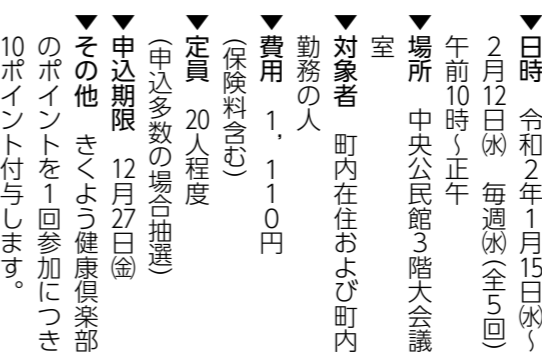 ▼日時　令和2年1月15日㈬～
2月12日㈬　毎週㈬(全5回)
午前10時～正午
▼場所　中央公民館3階大会議
室
▼対象者　町内在住および町内
勤務の人
▼費用　1,110円
(保険料含む)
▼定員　20人程度
(申込多数の場合抽選)
▼申込期限　12月27日㈮
▼その他　きくよう健康倶楽部
のポイントを1回参加につき
10ポイント付与します。